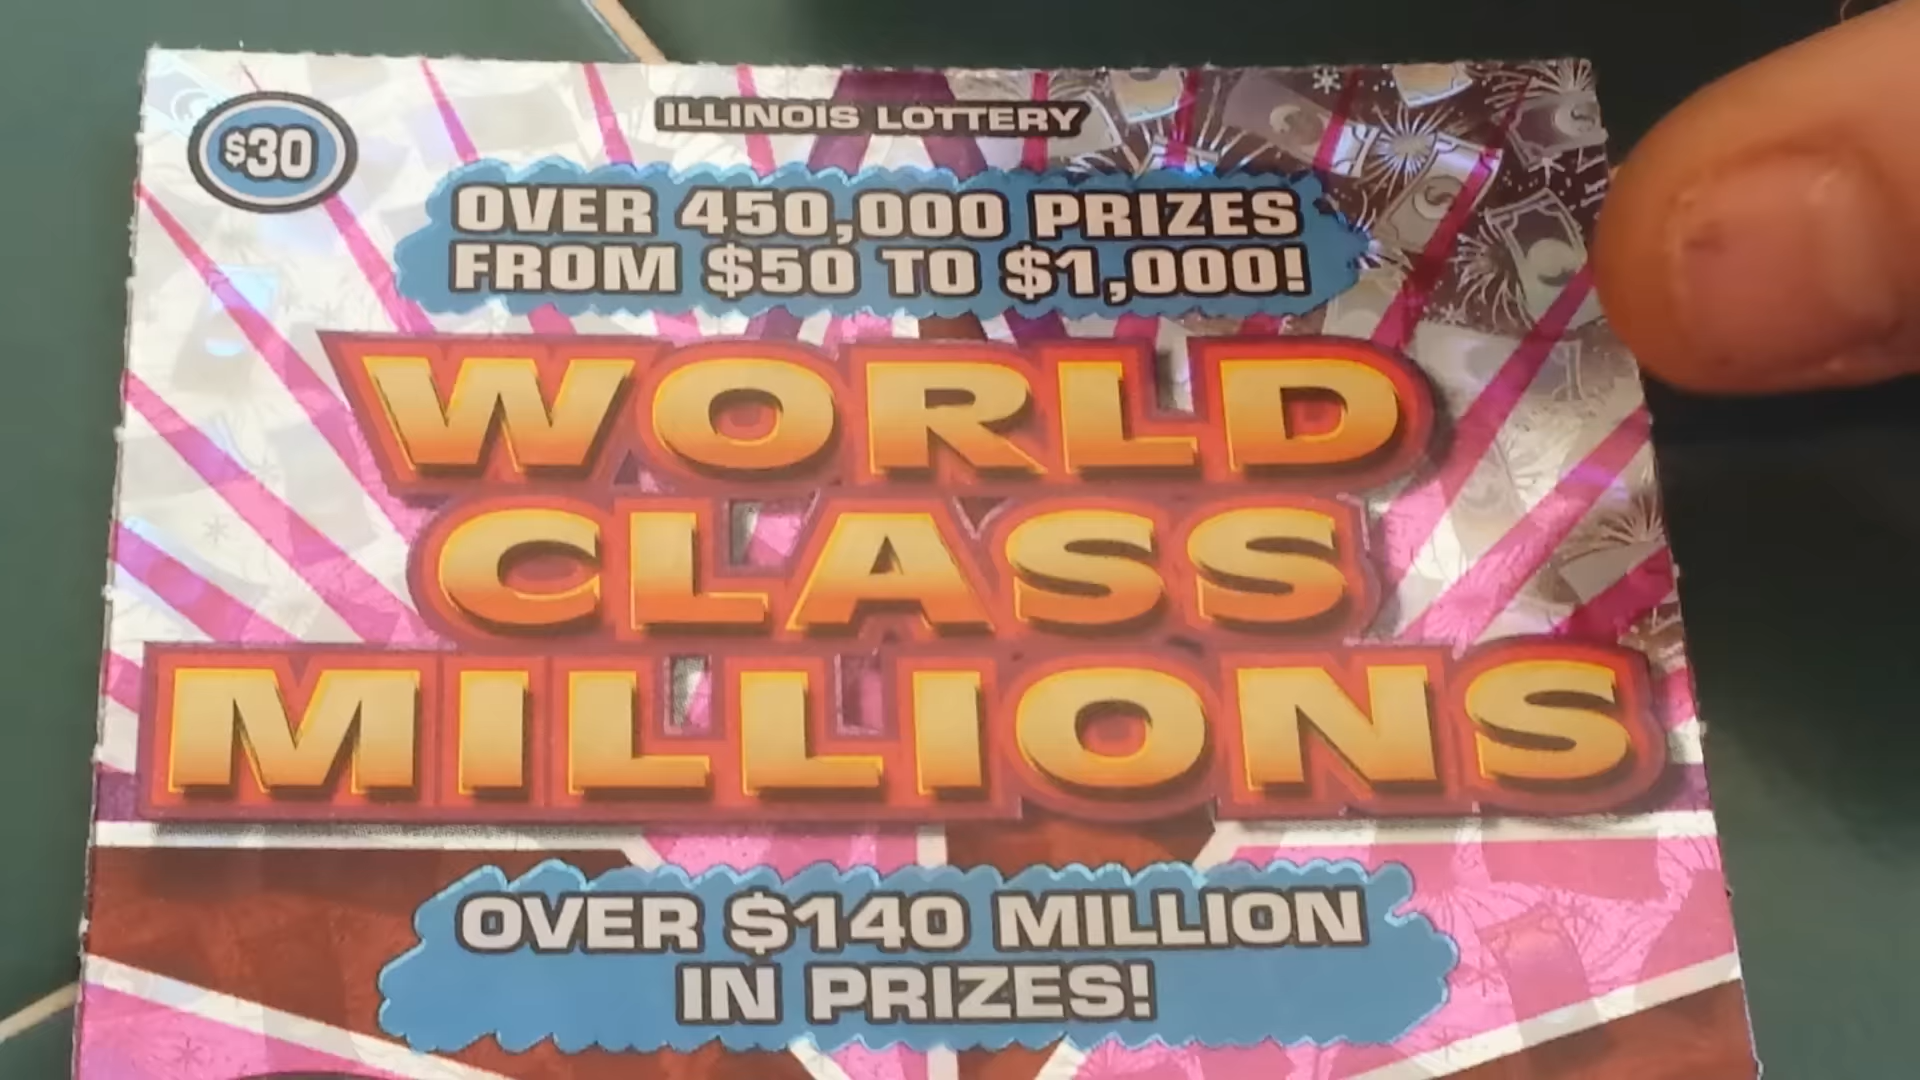 $30
ILLINOIS LOTTERY
OVER 450,000 PRIZES
FROM $50 TO $1,000!
WORLD
CLASS
MILLIONS
OVER $140 MILLION
IN PRIZES!